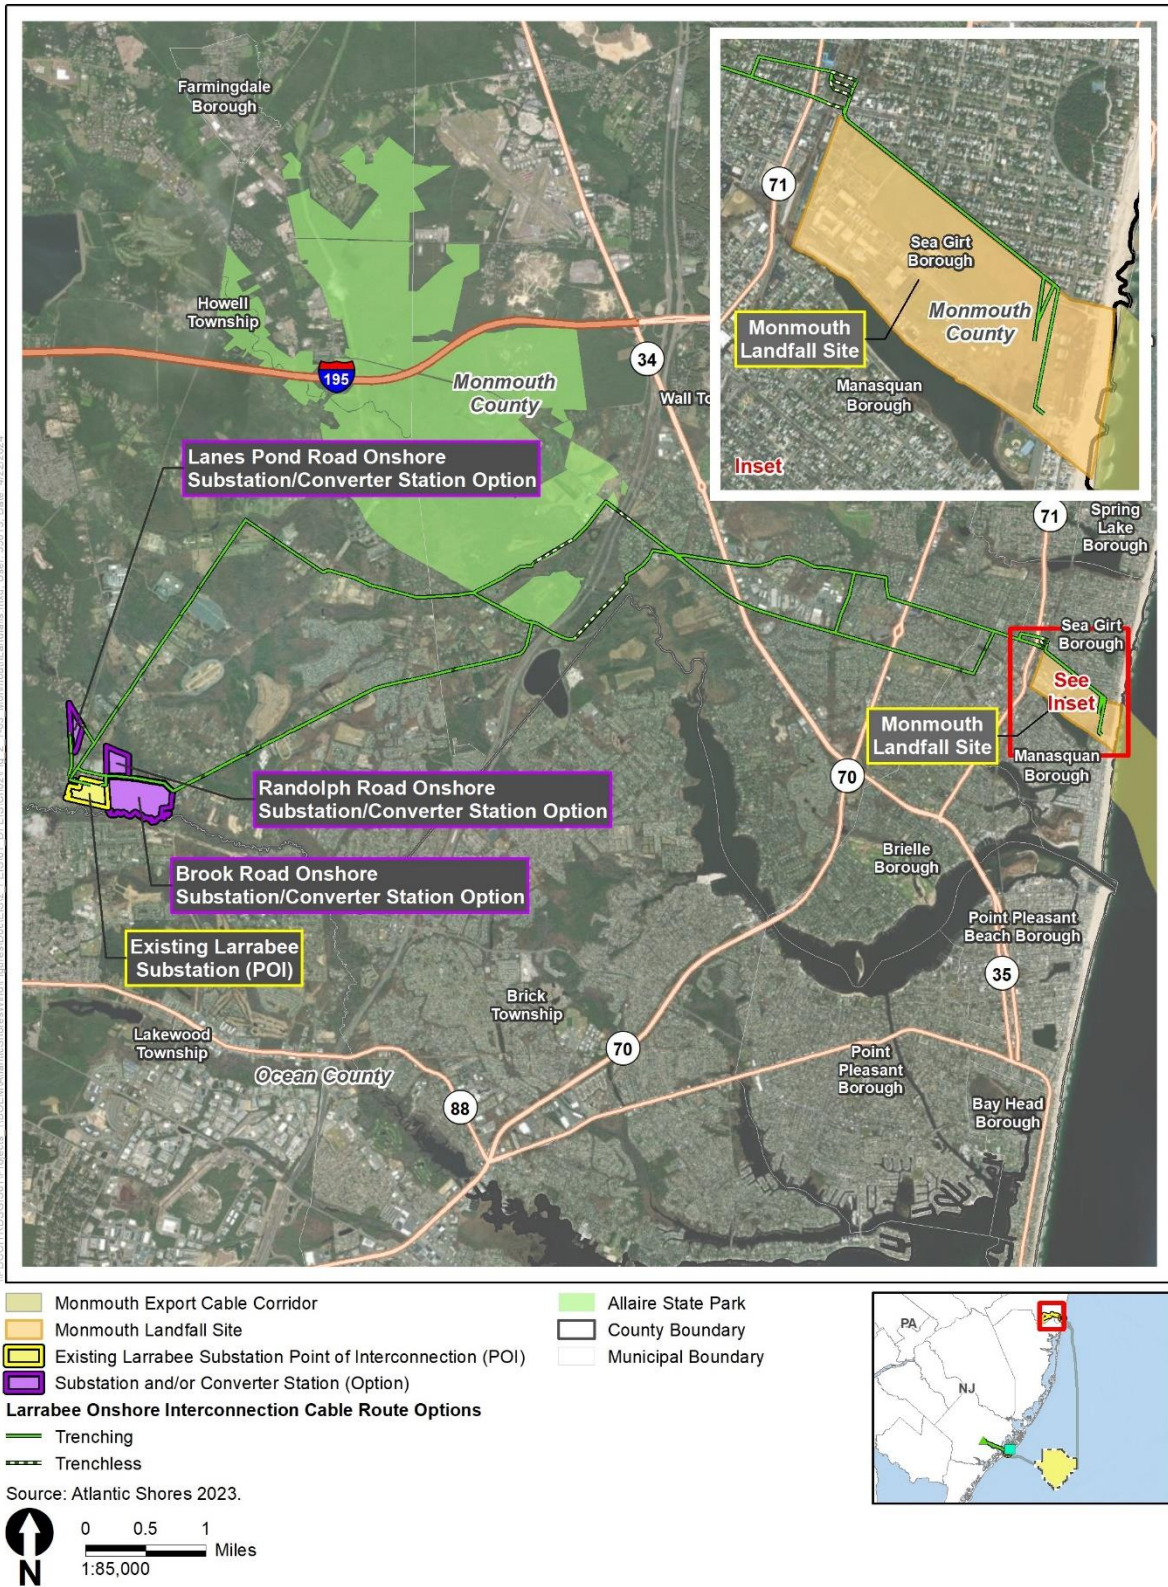 Farmingdale
Borough
Howell
Township
195
Monmouth
County
34
Wall To
Lanes Pond Road Onshore
Substation/Converter Station Option
71
Sea Girt
Borough
Monmouth
County
Monmouth
Landfall Site
Manasquan
Borough
Inset
71
Spring
Lake
Borough
Sea Girt
Borough
See
Inset
Monmouth
Landfall Site
Manasquan
Borough
Randolph Road Onshore
Substation/Converter Station Option
70
Brook Road Onshore
Substation/Converter Station Option
Brielle
Borough
Existing Larrabee
Substation (POI)
Point Pleasant
Beach Borough
35
Brick
Township
Lakewood
Township
70
Ocean County
Point
Pleasant
Borough
88
Bay Head
Borough
Monmouth Export Cable Corridor
Monmouth Landfall Site
Existing Larrabee Substation Point of Interconnection (POI)
Substation and/or Converter Station (Option)
Larrabee Onshore Interconnection Cable Route Options
Trenching
Trenchless
Source: Atlantic Shores 2023.
Allaire State Park
County Boundary
Municipal Boundary
PA
NJ
N
0 0.5 1
Miles
1:85,000